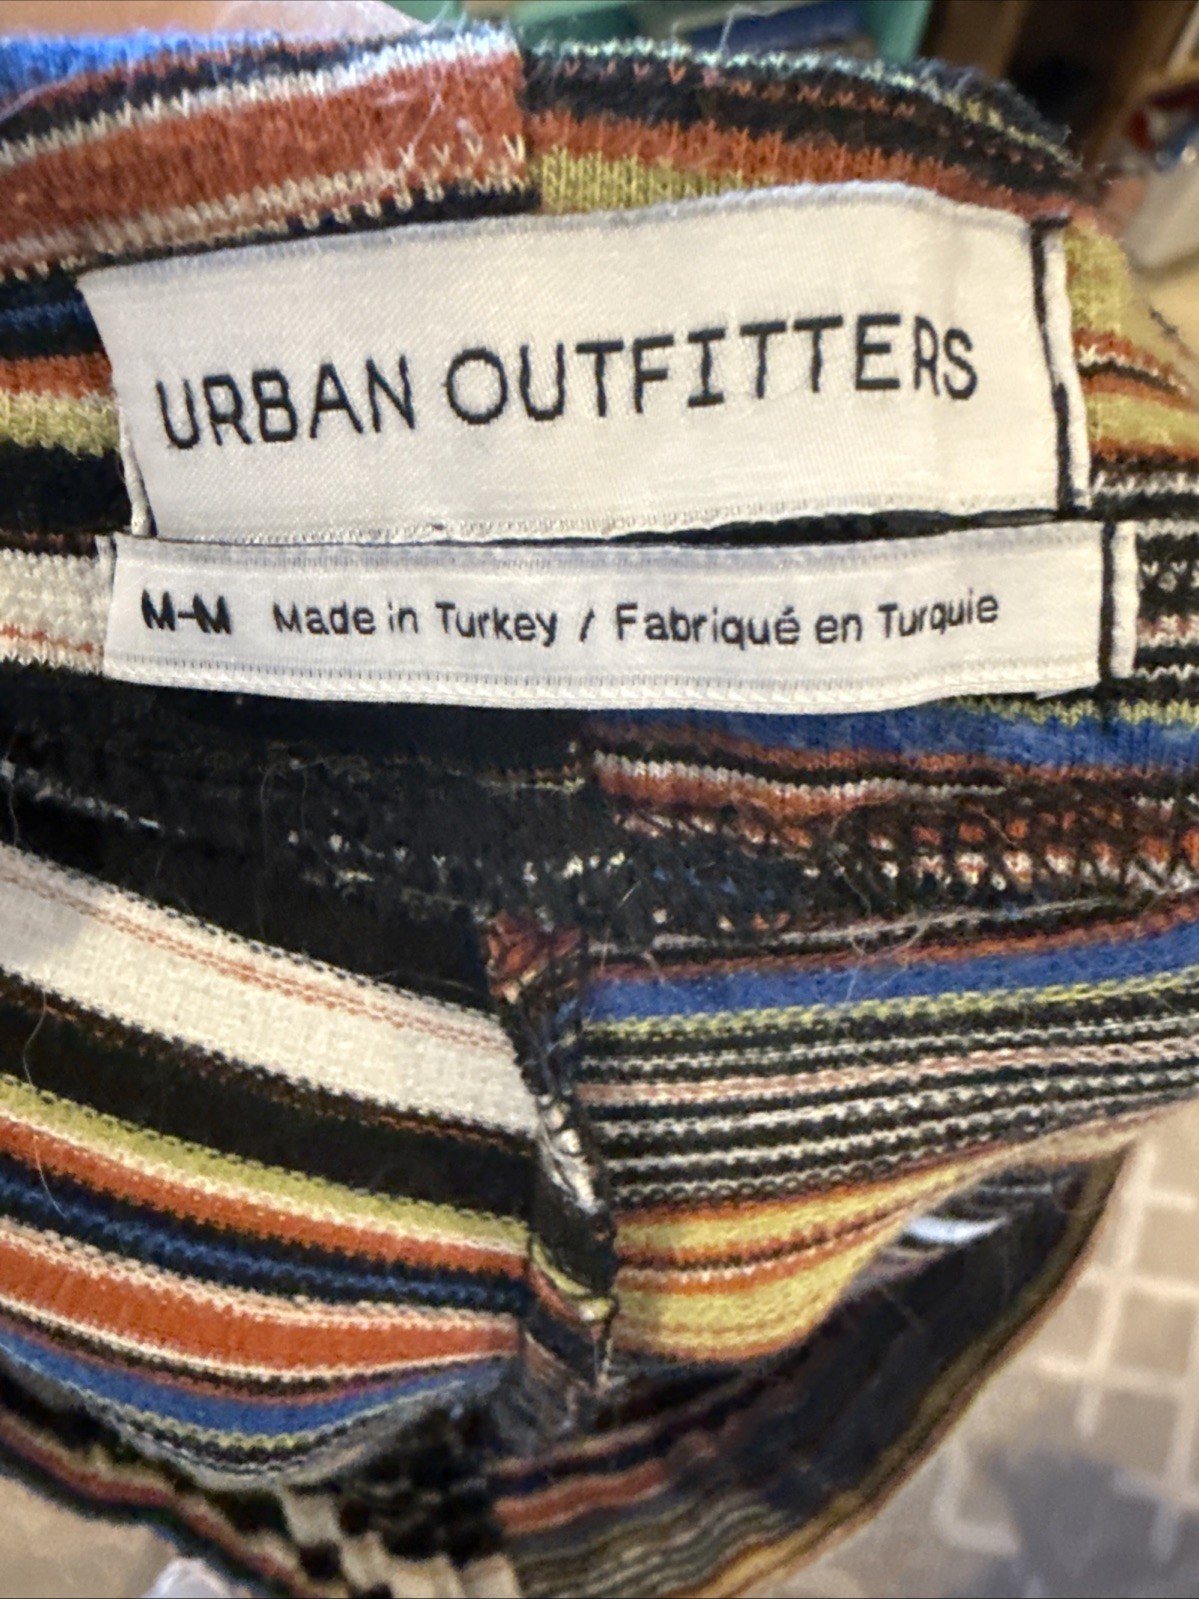 URBAN OUTFITTERS
M-M Made in Turkey / Fabriqué en Turquie